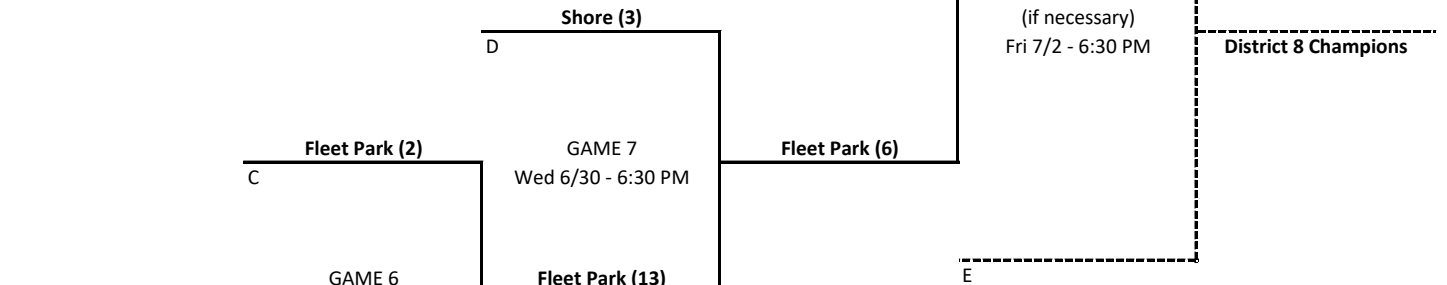 Shore (3)
(if necessary)
D
Fri 7/2 - 6:30 PM
District 8 Champions
Fleet Park (2)
GAME 7
Fleet Park (6)
C
Wed 6/30 - 6:30 PM
GAME 6
Fleet Park (13)
E